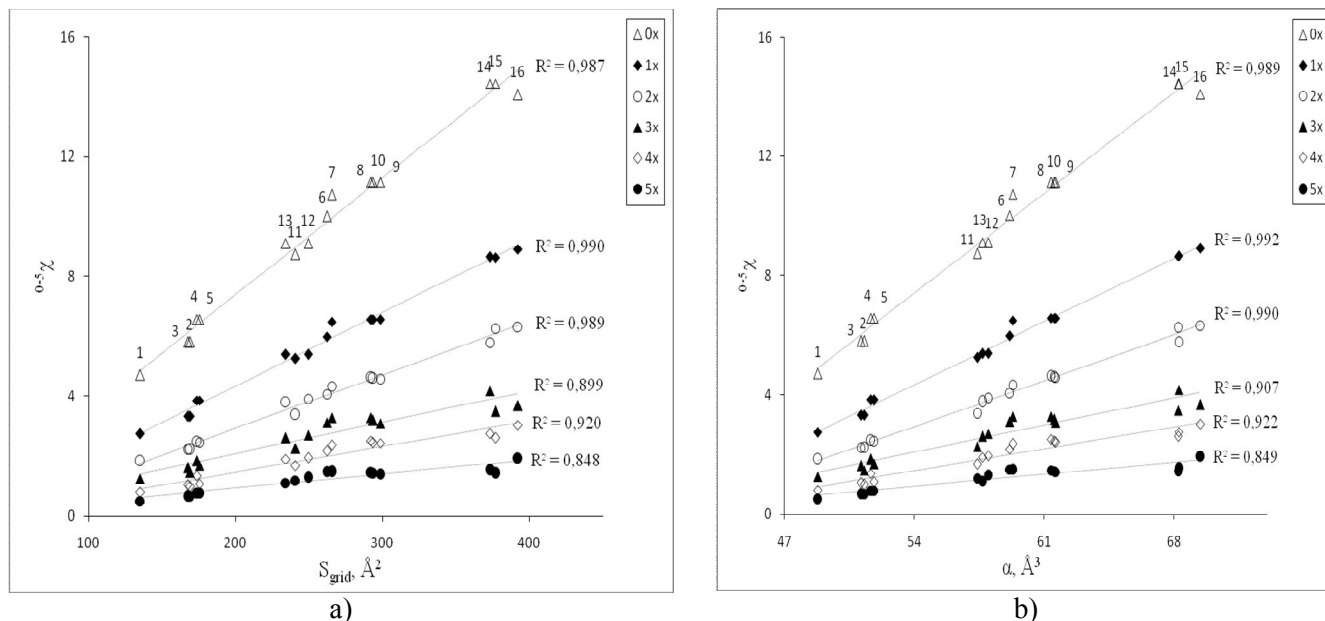 16
12
8
4
0
100
200
300
400
⁰⁻⁵χ
S_grid, Å²
1
3
2
4
5
13
11
12
6
7
8
10
9
14
15
16
R² = 0,987
R² = 0,990
R² = 0,989
R² = 0,899
R² = 0,920
R² = 0,848
0x
1x
2x
3x
4x
5x
a)
16
12
8
4
0
47
54
61
68
⁰⁻⁵χ
α, Å³
1
3
2
4
5
11
13
12
6
7
8
10
9
14
15
16
R² = 0,989
R² = 0,992
R² = 0,990
R² = 0,907
R² = 0,922
R² = 0,849
0x
1x
2x
3x
4x
5x
b)